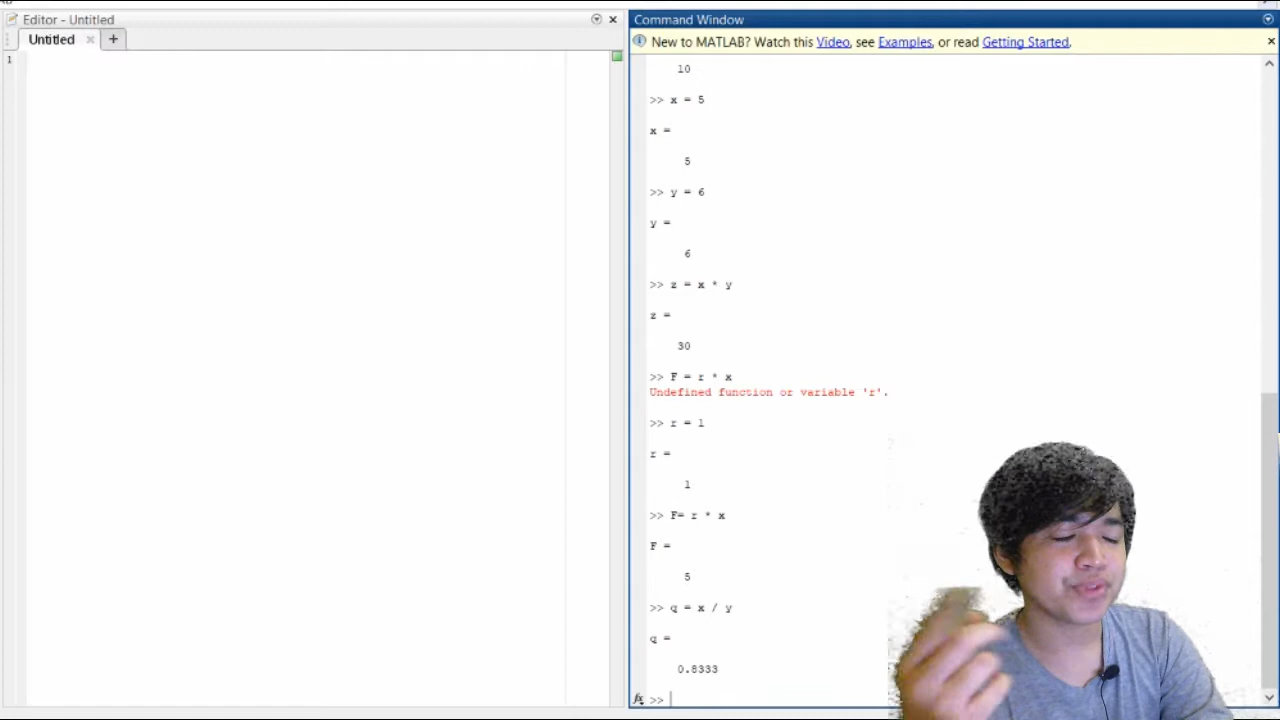 Editor - Untitled
Untitled
1
Command Window
New to MATLAB? Watch this Video, see Examples, or read Getting Started.
10
>> x = 5
x =
5
>> y = 6
y =
6
>> z = x * y
z =
30
>> F = r * x
Undefined function or variable 'r'.
>> r = 1
r =
1
>> F= r * x
F =
5
>> q = x / y
q =
0.8333
fx >>